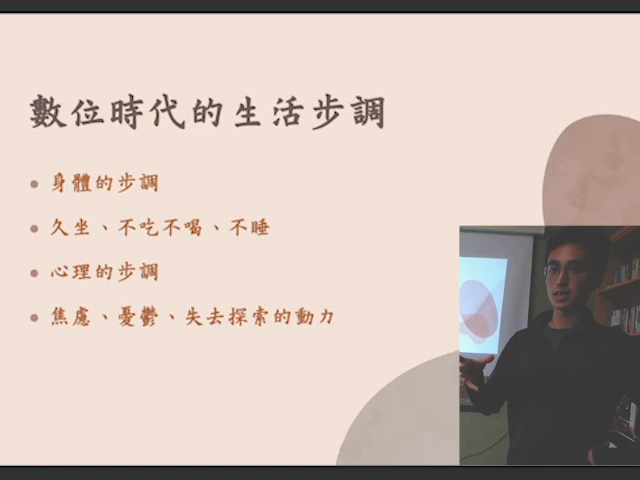 數位時代的生活步調
身體的步調
久坐、不吃不喝、不睡
心理的步調
焦慮、憂鬱、失去探索的動力